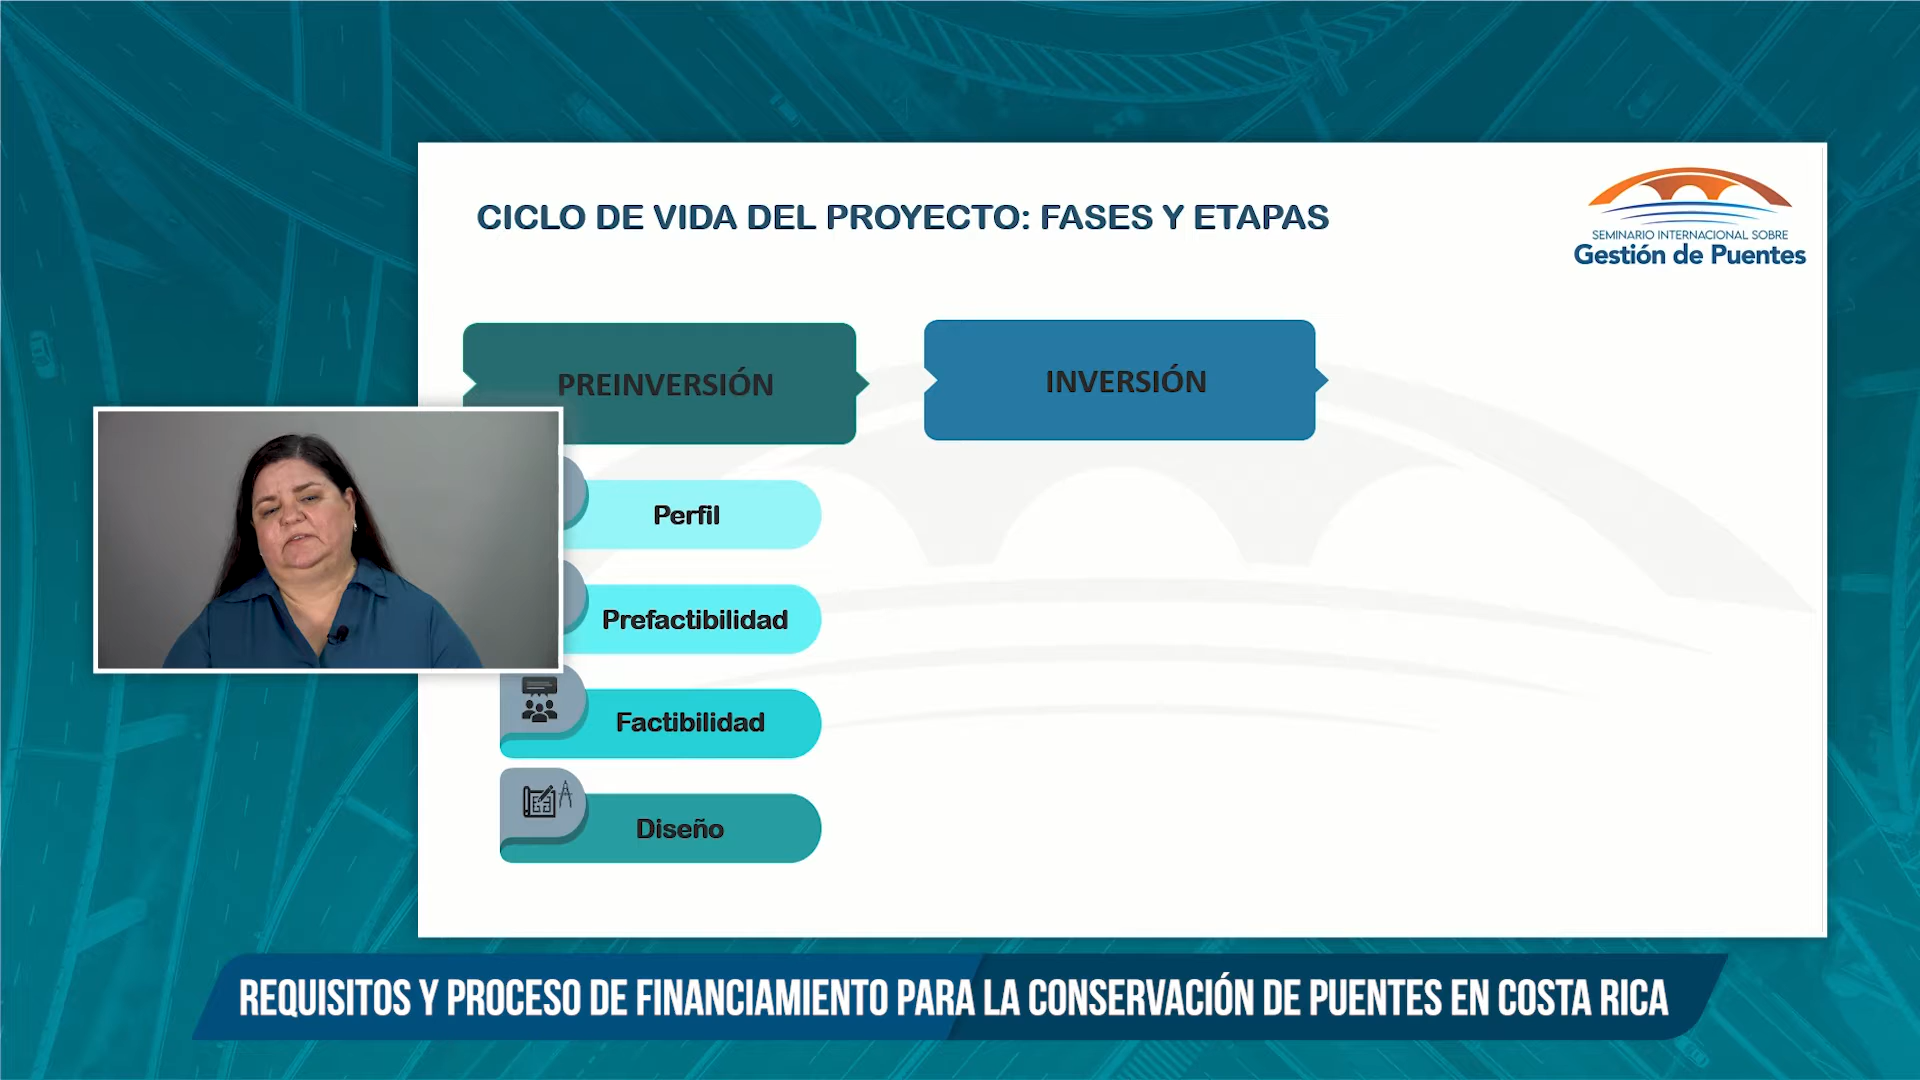 CICLO DE VIDA DEL PROYECTO: FASES Y ETAPAS
SEMINARIO INTERNACIONAL SOBRE
Gestión de Puentes
PREINVERSIÓN
INVERSIÓN
Perfil
Prefactibilidad
Factibilidad
Diseño
REQUISITOS Y PROCESO DE FINANCIAMIENTO PARA LA CONSERVACIÓN DE PUENTES EN COSTA RICA